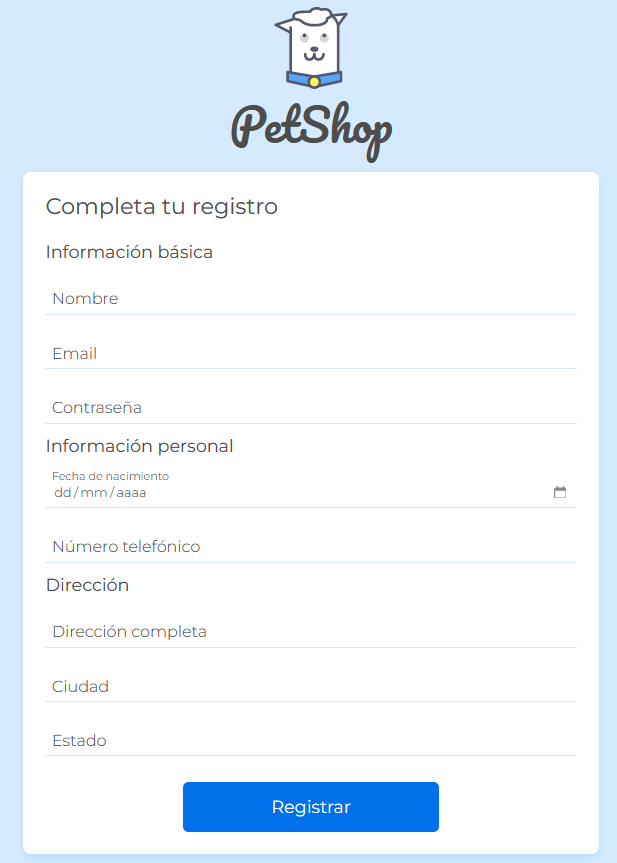 PetShop
Completa tu registro
Información básica
Nombre
Email
Contraseña
Información personal
Fecha de nacimiento
dd/mm/aaaa
Número telefónico
Dirección
Dirección completa
Ciudad
Estado
Registrar